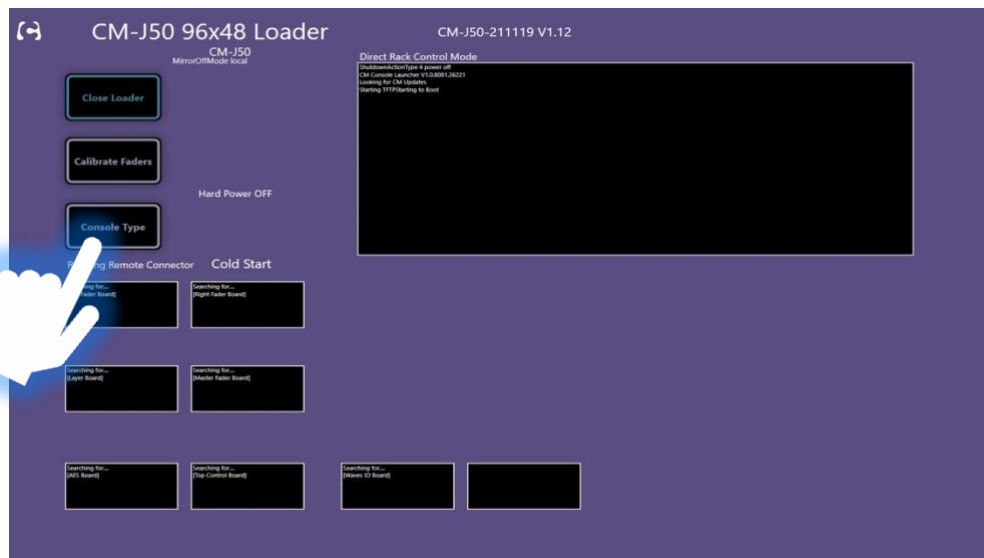 CM-J50 96x48 Loader
CM-J50-211119 V1.12
CM-J50
MirrorOffMode local
Direct Rack Control Mode
ShutdownActionType 4 power off
CM Console Launcher V1.0.8081.26221
Looking for CM Updates
Starting TFTPStarting to Boot
Close Loader
Calibrate Faders
Hard Power OFF
Console Type
Remote Connector
Cold Start
Fader Board]
Searching for...
[Right Fader Board]
Searching for...
[Layer Board]
Searching for...
[Master Fader Board]
Searching for...
[AES Board]
Searching for...
[Top Control Board]
Searching for...
[Waves IO Board]